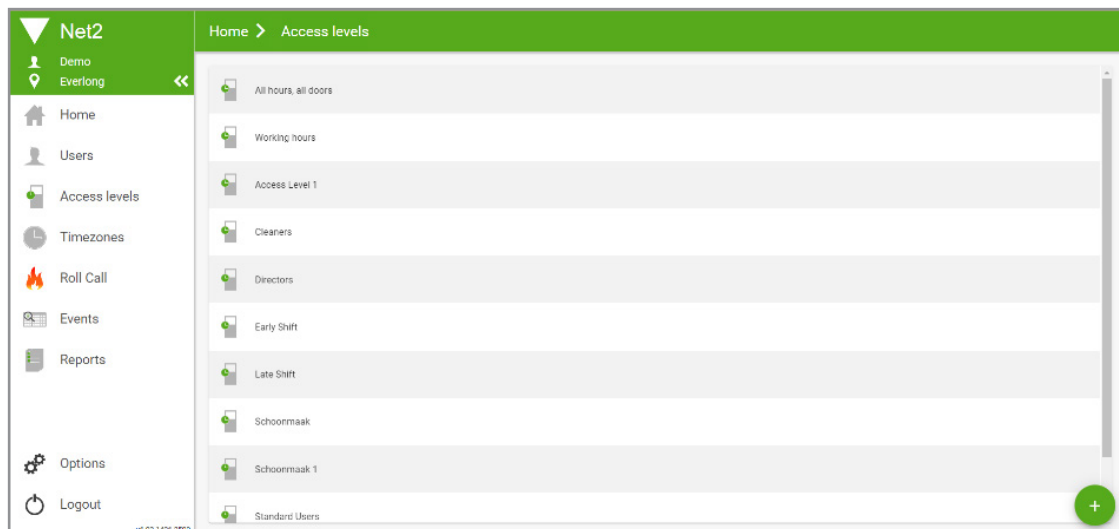 Net2
Demo
Everlong
Home
Users
Access levels
Timezones
Roll Call
Events
Reports
Options
Logout
Home Access levels
All hours, all doors
Working hours
Access Level 1
Cleaners
Directors
Early Shift
Late Shift
Schoonmaak
Schoonmaak 1
Standard Users